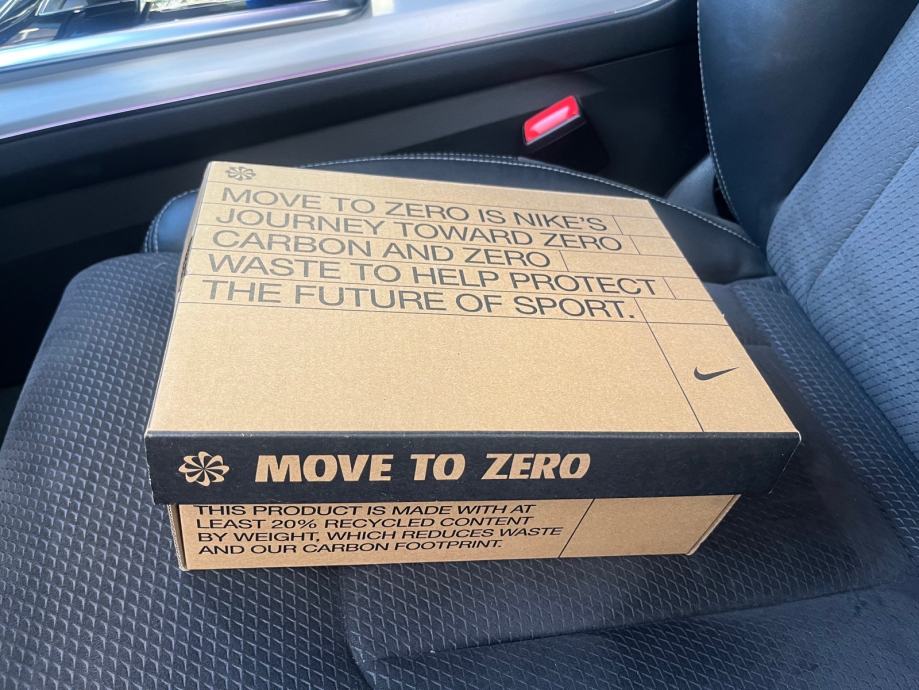 MOVE TO ZERO IS NIKE'S
JOURNEY TOWARD ZERO
CARBON AND ZERO
WASTE TO HELP PROTECT
THE FUTURE OF SPORT.
MOVE TO ZERO
THIS PRODUCT IS MADE WITH AT
LEAST 20% RECYCLED CONTENT
BY WEIGHT, WHICH REDUCES WASTE
AND OUR CARBON FOOTPRINT.